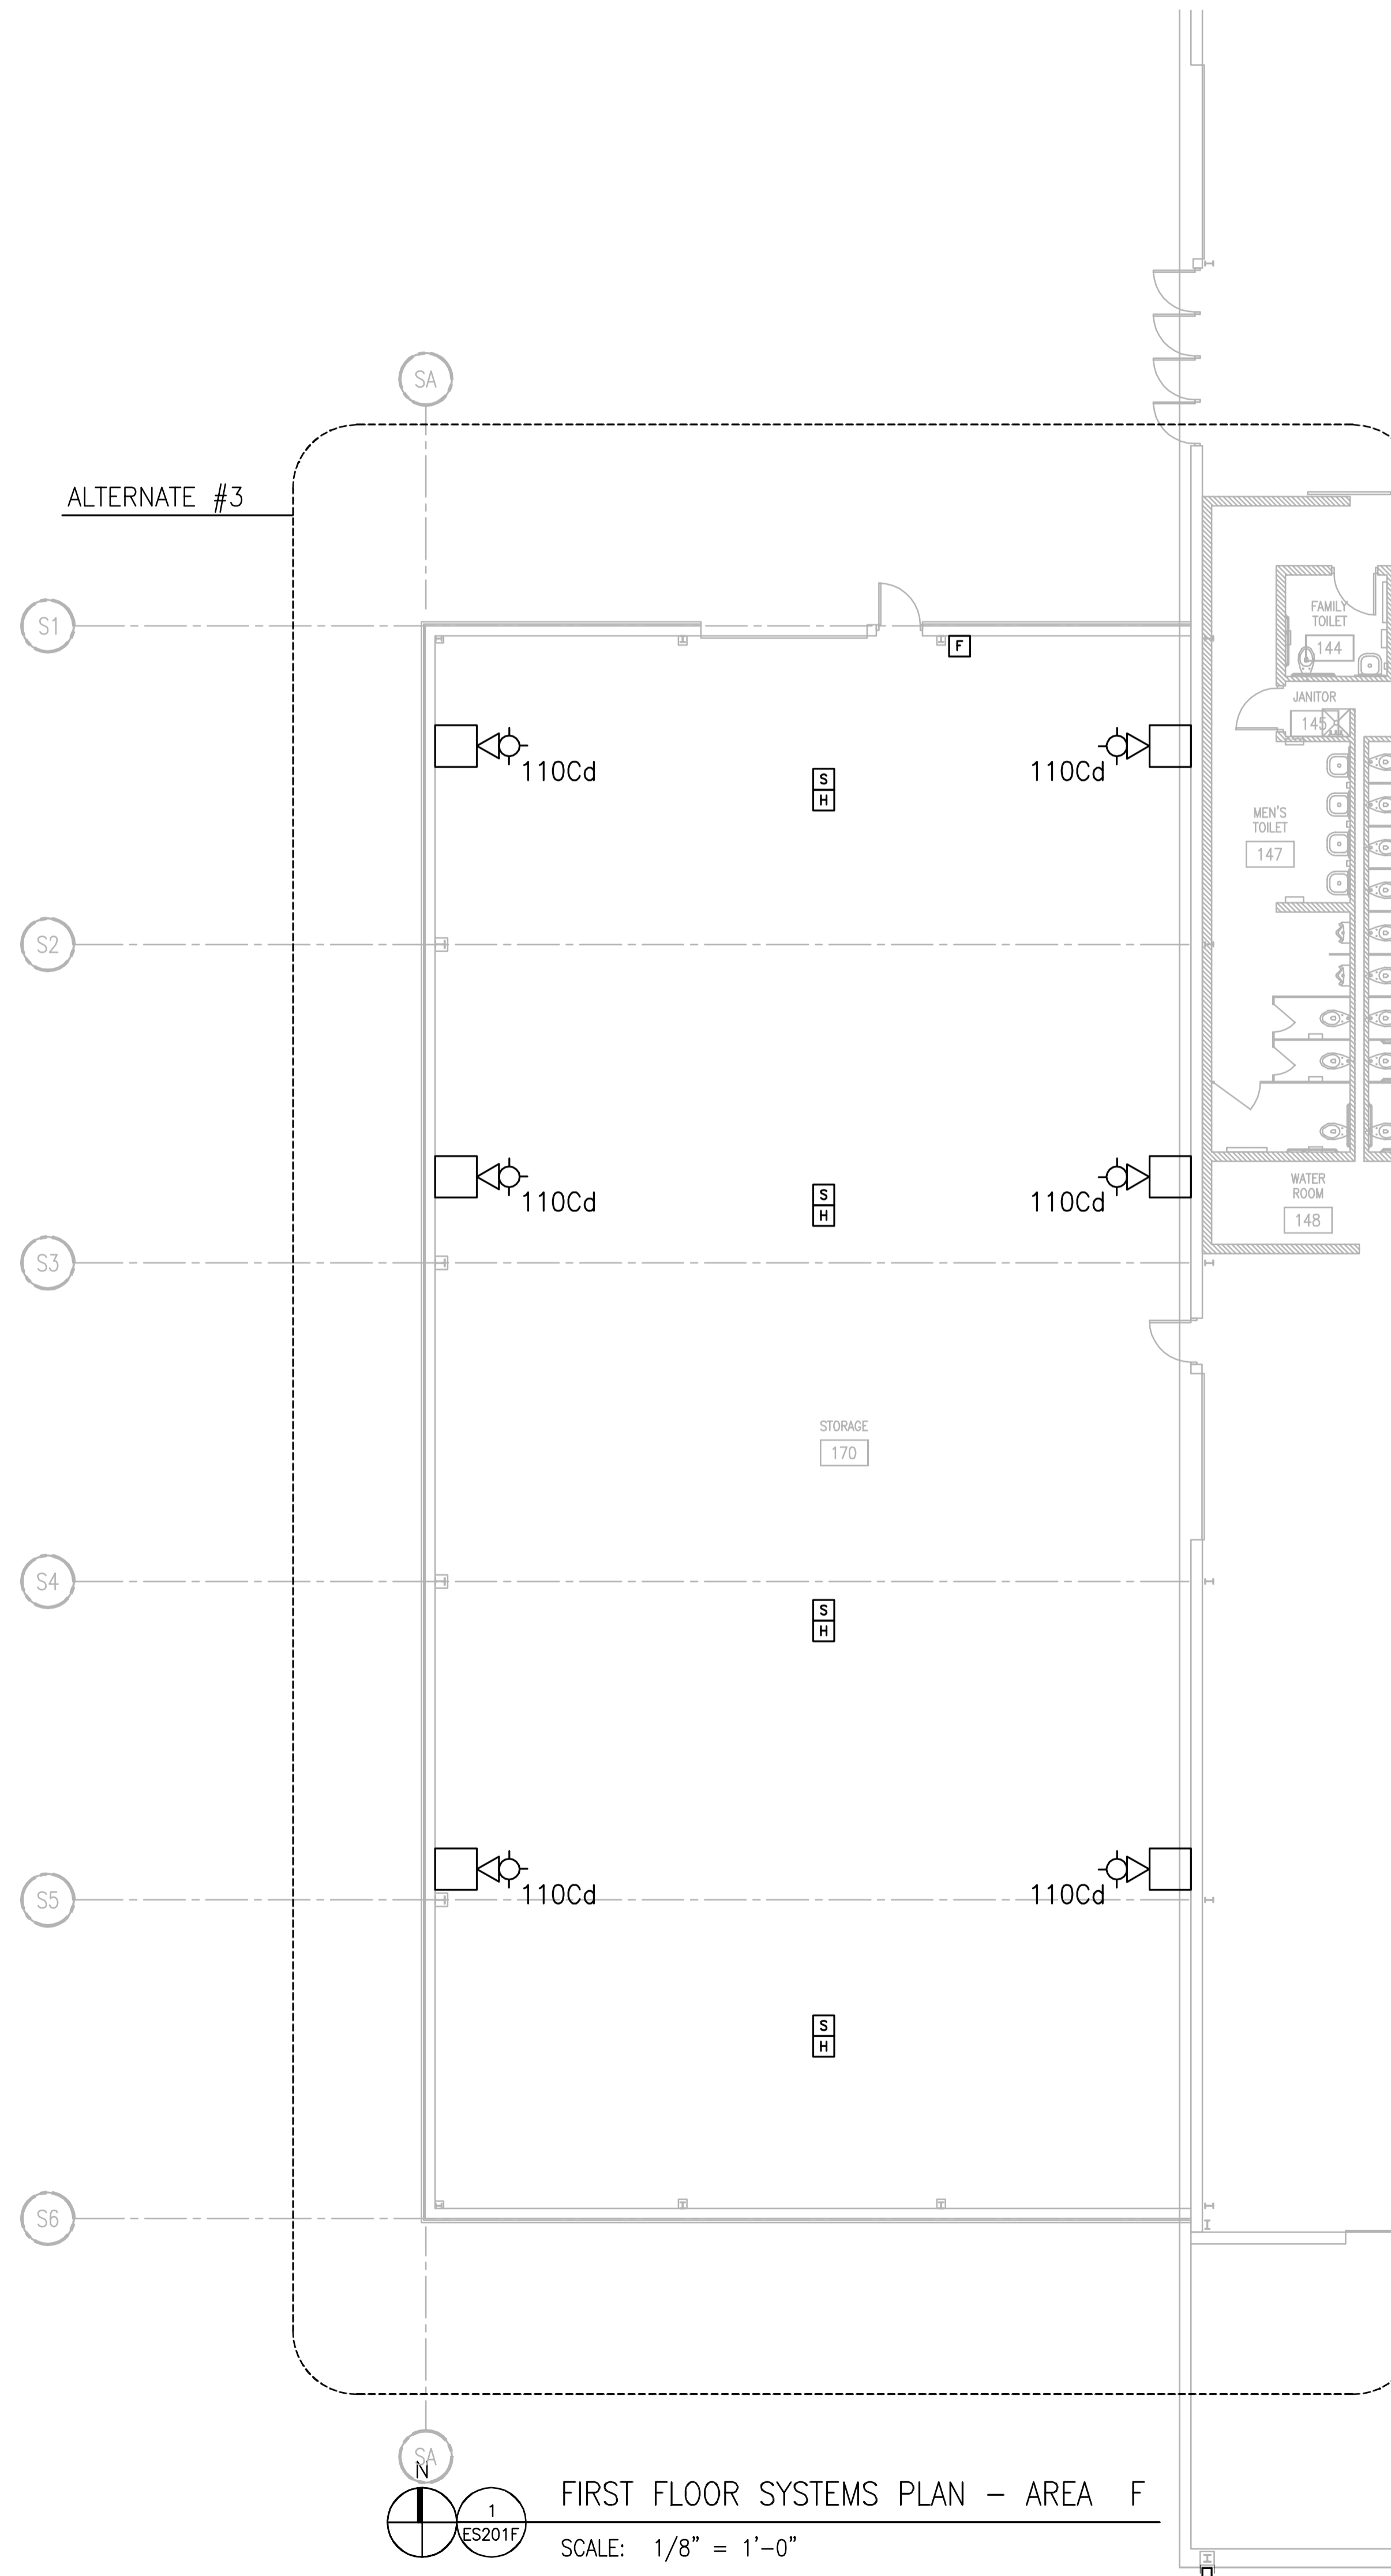 SA
ALTERNATE #3
S1
F
FAMILY
TOILET
144
JANITOR
145
110Cd
110Cd
S
H
MEN'S
TOILET
147
S2
110Cd
110Cd
S
H
WATER
ROOM
148
S3
STORAGE
170
S4
S
H
110Cd
110Cd
S5
S
H
S6
SA
N
1
ES201F
FIRST FLOOR SYSTEMS PLAN – AREA F
SCALE: 1/8" = 1'-0"